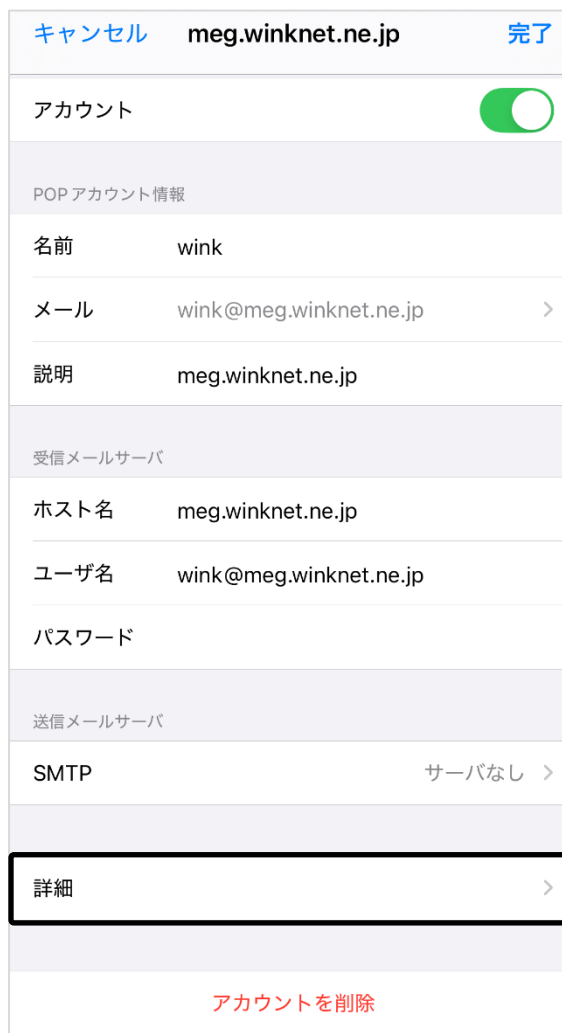 キャンセル meg.winknet.ne.jp 完了
アカウント
POP アカウント情報
名前 wink
メール wink@meg.winknet.ne.jp
説明 meg.winknet.ne.jp
受信メールサーバ
ホスト名 meg.winknet.ne.jp
ユーザ名 wink@meg.winknet.ne.jp
パスワード
送信メールサーバ
SMTP サーバなし
詳細
アカウントを削除